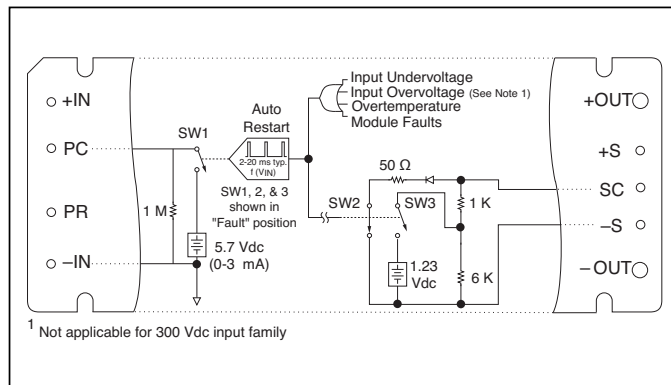 +IN
PC
PR
–IN
1 M
SW1
5.7 Vdc
(0-3 mA)
Auto
Restart
2-20 ms typ.
f (VIN)
SW1, 2, & 3
shown in
"Fault" position
Input Undervoltage
Input Overvoltage (See Note 1)
Overtemperature
Module Faults
50 Ω
SW2
SW3
1 K
1.23
Vdc
6 K
+OUT
+S
SC
–S
–OUT
1 Not applicable for 300 Vdc input family